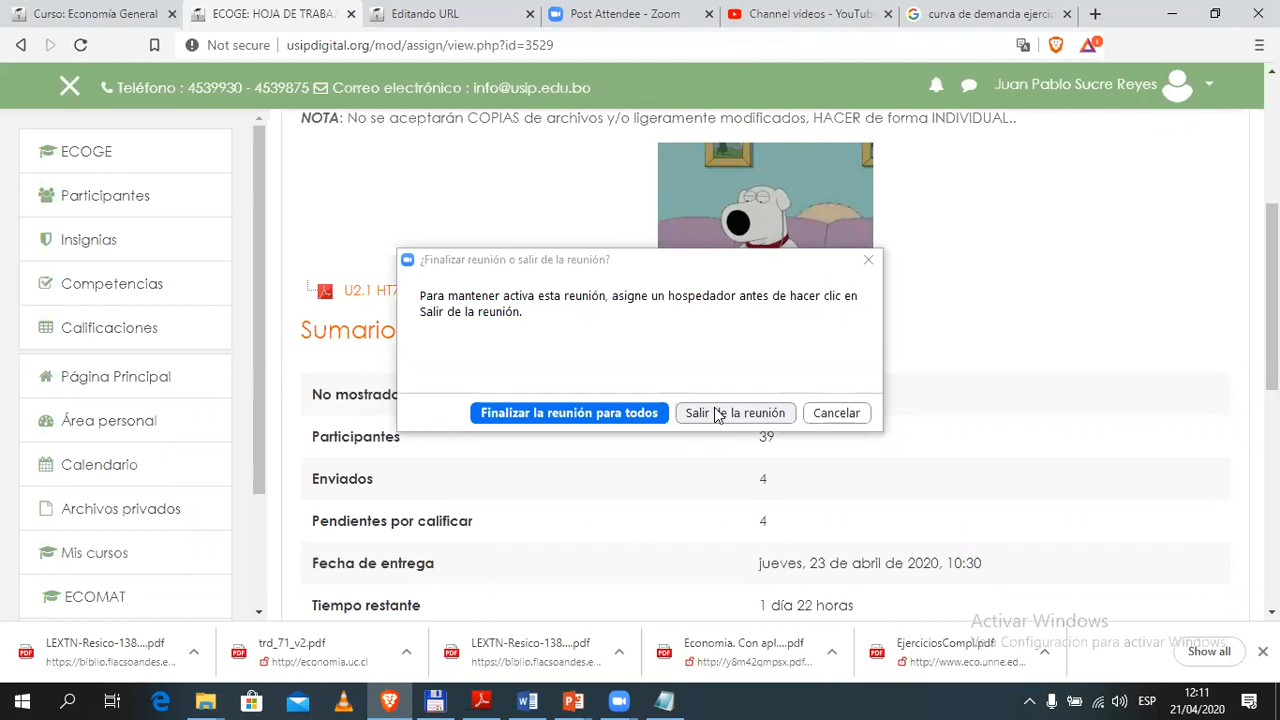 Curso: Economía General
ECOGE: HOJA DE TRABAJ
Editando URL
Post Attendee - Zoom
Channel videos - YouTube
curva de demanda ejercic
Not secure
usipdigital.org/mod/assign/view.php?id=3529
Teléfono : 4539930 - 4539875 Correo electrónico : info@usip.edu.bo
Juan Pablo Sucre Reyes
NOTA: No se aceptarán COPIAS de archivos y/o ligeramente modificados, HACER de forma INDIVIDUAL..
ECOGE
Participantes
Insignias
Competencias
Calificaciones
Página Principal
Área personal
Calendario
Archivos privados
Mis cursos
ECOMAT
¿Finalizar reunión o salir de la reunión?
Para mantener activa esta reunión, asigne un hospedador antes de hacer clic en
Salir de la reunión.
Finalizar la reunión para todos
Salir de la reunión
Cancelar
U2.1 HT7
Sumario
No mostrado
Participantes 39
Enviados 4
Pendientes por calificar 4
Fecha de entrega jueves, 23 de abril de 2020, 10:30
Tiempo restante 1 día 22 horas
Activar Windows
Ve a Configuración para activar Windows.
LEXTN-Resico-138....pdf
https://biblio.flacsoandes.e...
trd_71_v2.pdf
http://economia.uc.cl
LEXTN-Resico-138....pdf
https://biblio.flacsoandes.e...
Economia. Con apl....pdf
http://y8m42qmpsx.pdf...
EjerciciosCompl.pdf
http://www.eco.unne.ed...
Show all
ESP
12:11
21/04/2020